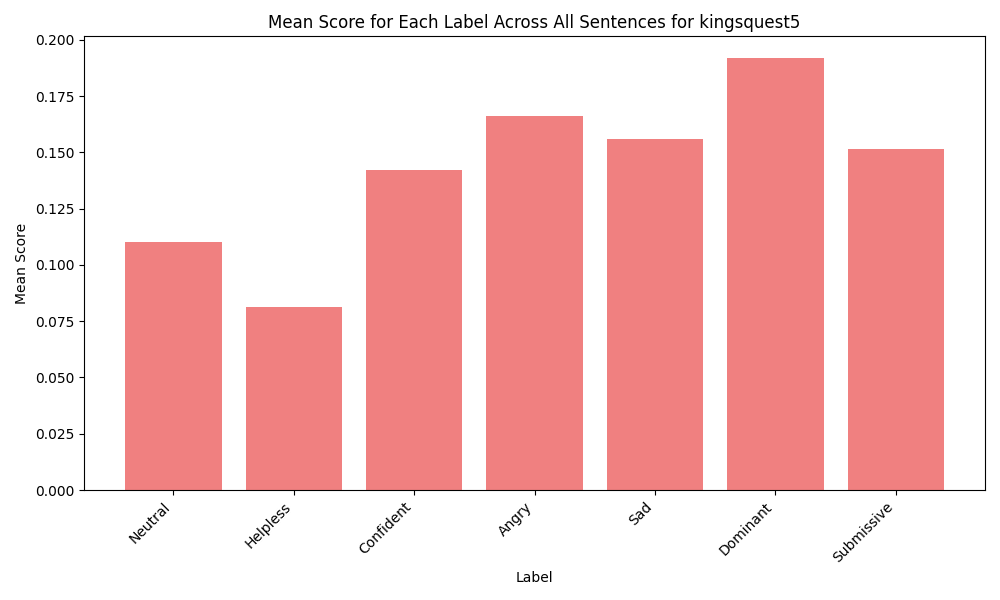 Mean Score for Each Label Across All Sentences for kingsquest5
Mean Score
0.200
0.175
0.150
0.125
0.100
0.075
0.050
0.025
0.000
Neutral
Helpless
Confident
Angry
Sad
Dominant
Submissive
Label